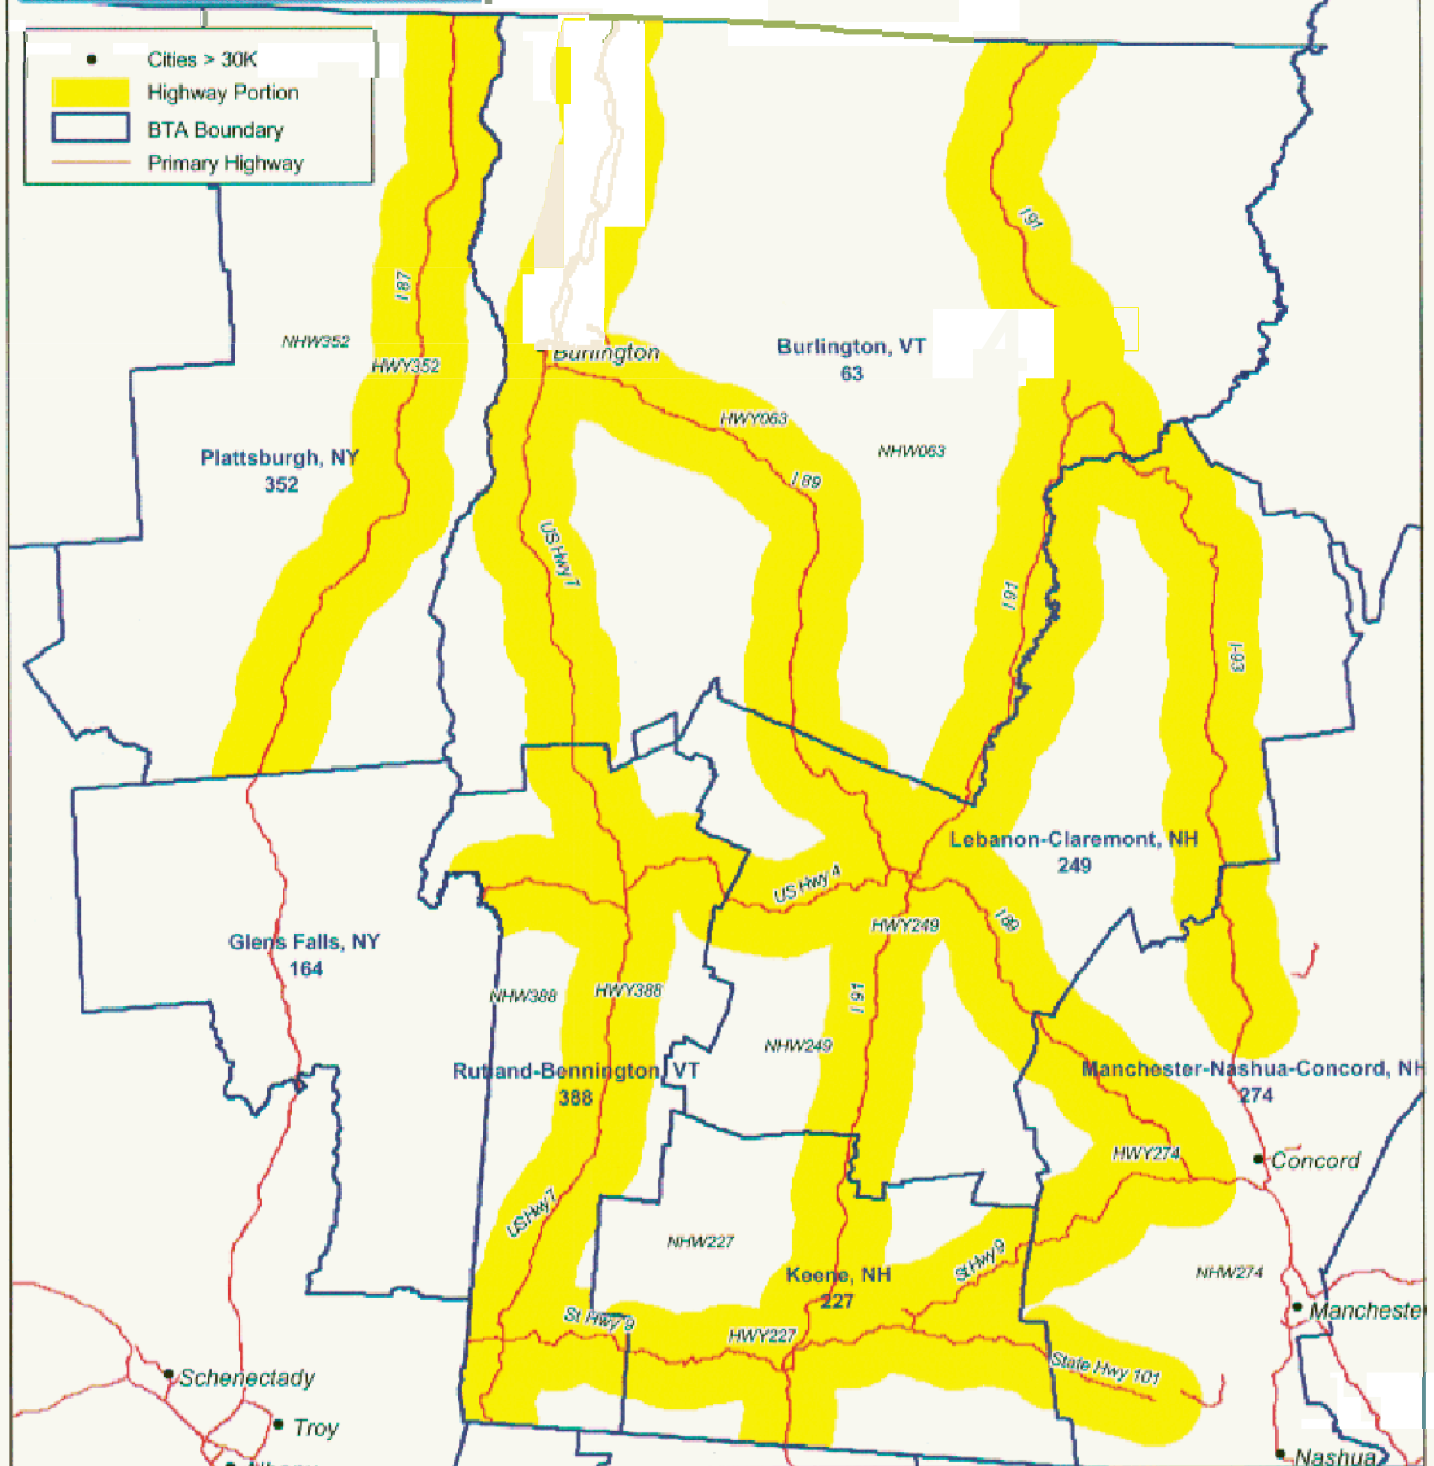 Cities > 30K
Highway Portion
BTA Boundary
Primary Highway
I 91
I 87
NHW352
HWY352
Burlington
Burlington, VT
63
HWY063
NHW063
Plattsburgh, NY
352
I 89
US Hwy 7
I 91
I-93
Lebanon-Claremont, NH
249
US Hwy 4
HWY249
I 89
Glens Falls, NY
164
NHW388
HWY388
I 91
NHW249
Rutland-Bennington, VT
388
Manchester-Nashua-Concord, NH
274
HWY274
Concord
US Hwy 7
NHW227
St Hwy 9
Keene, NH
227
NHW274
St Hwy 9
HWY227
Manchester
State Hwy 101
Schenectady
Troy
Nashua